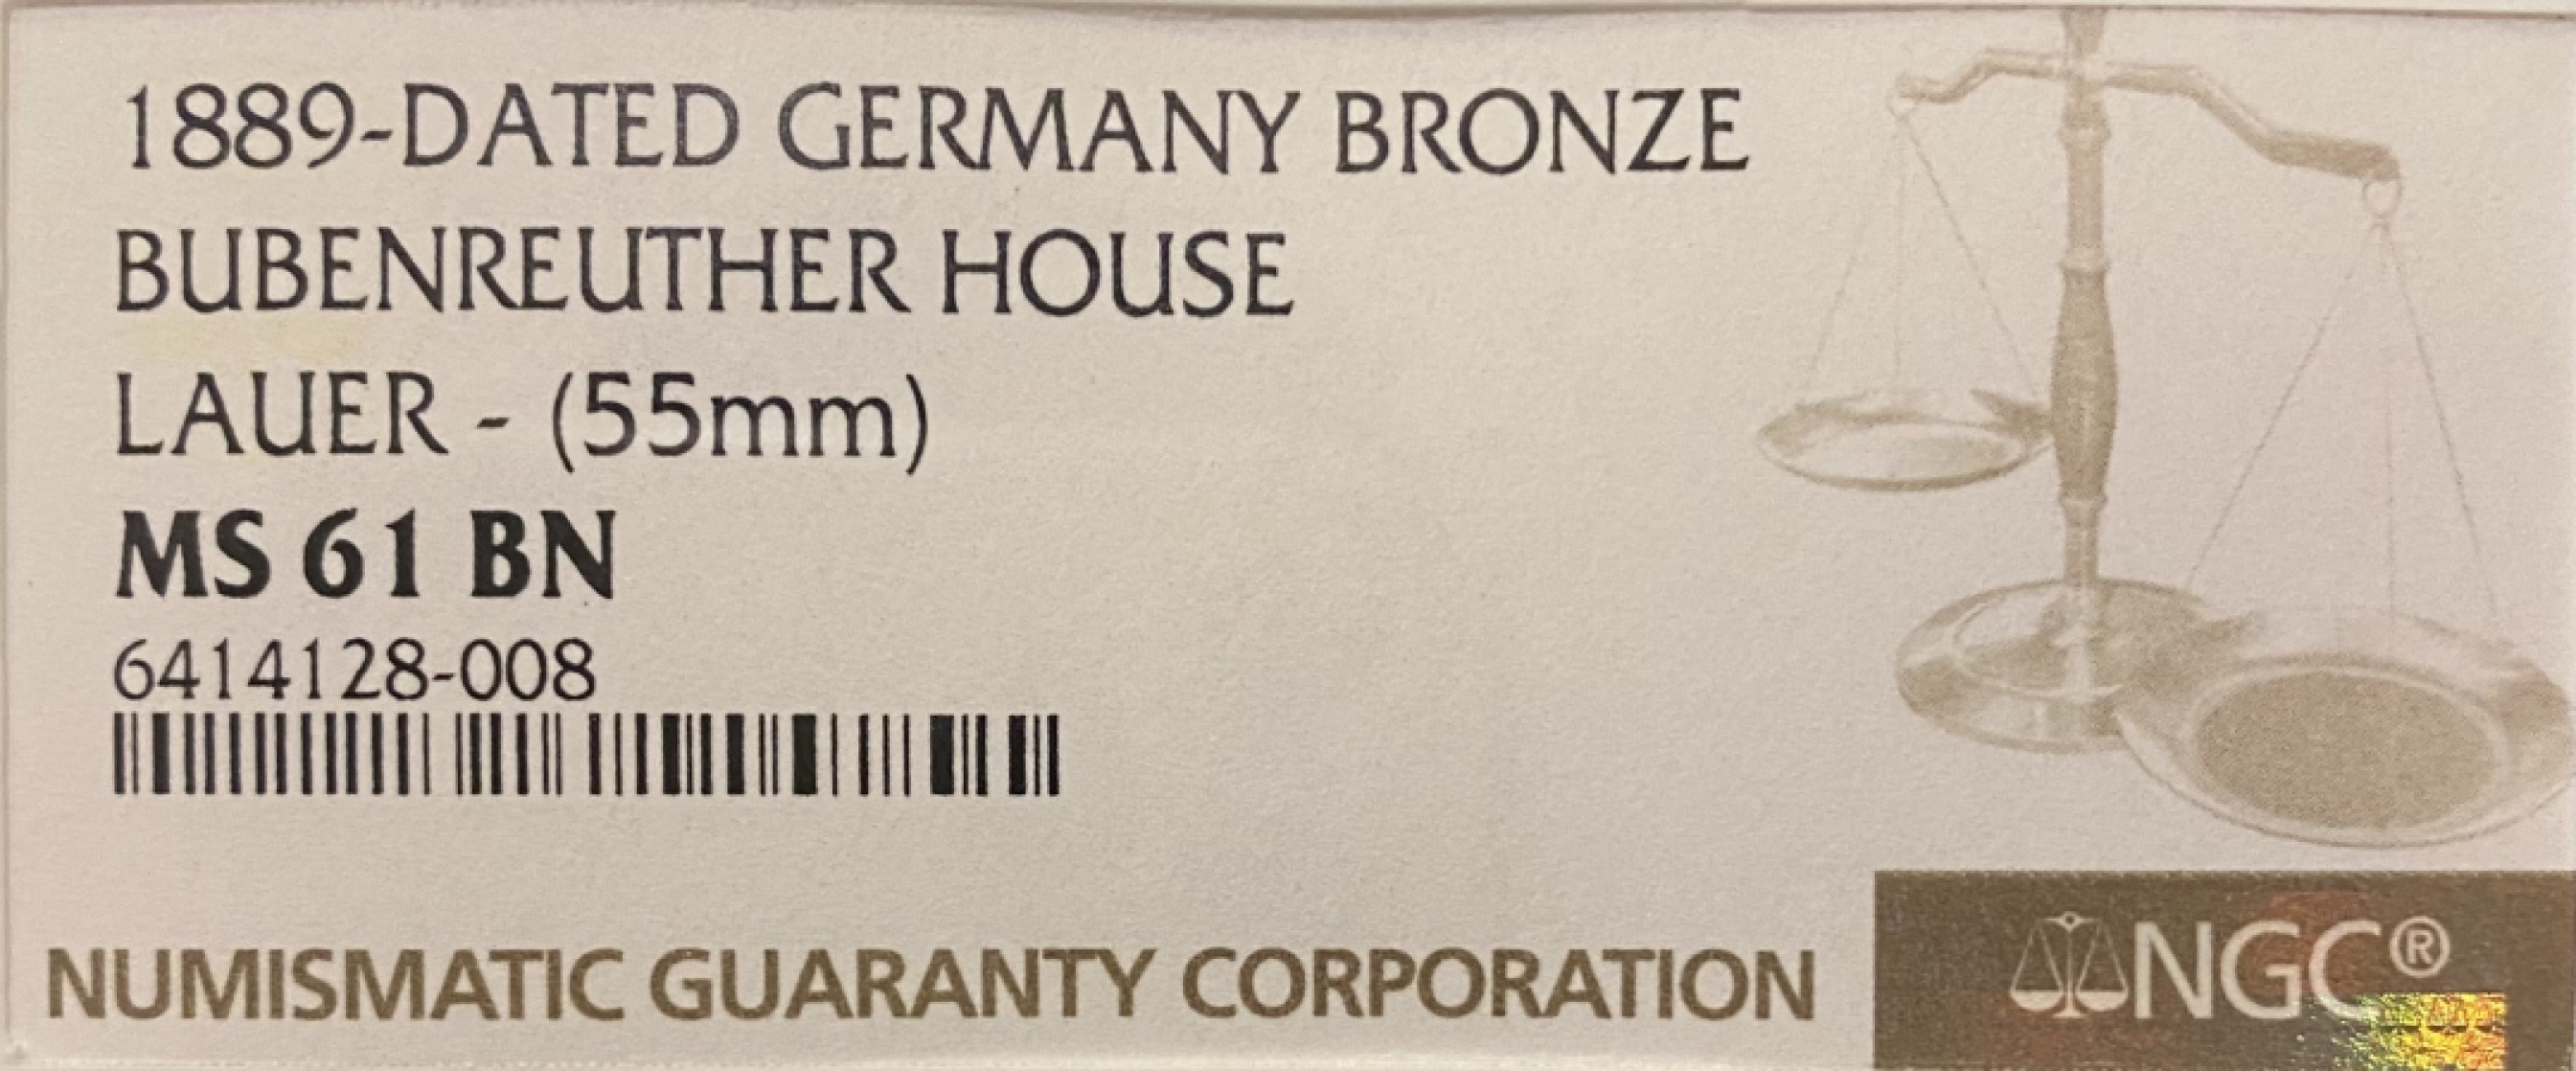 1889-DATED GERMANY BRONZE
BUBENREUTHER HOUSE
LAUER - (55mm)
MS 61 BN
6414128-008
NUMISMATIC GUARANTY CORPORATION
NGC®